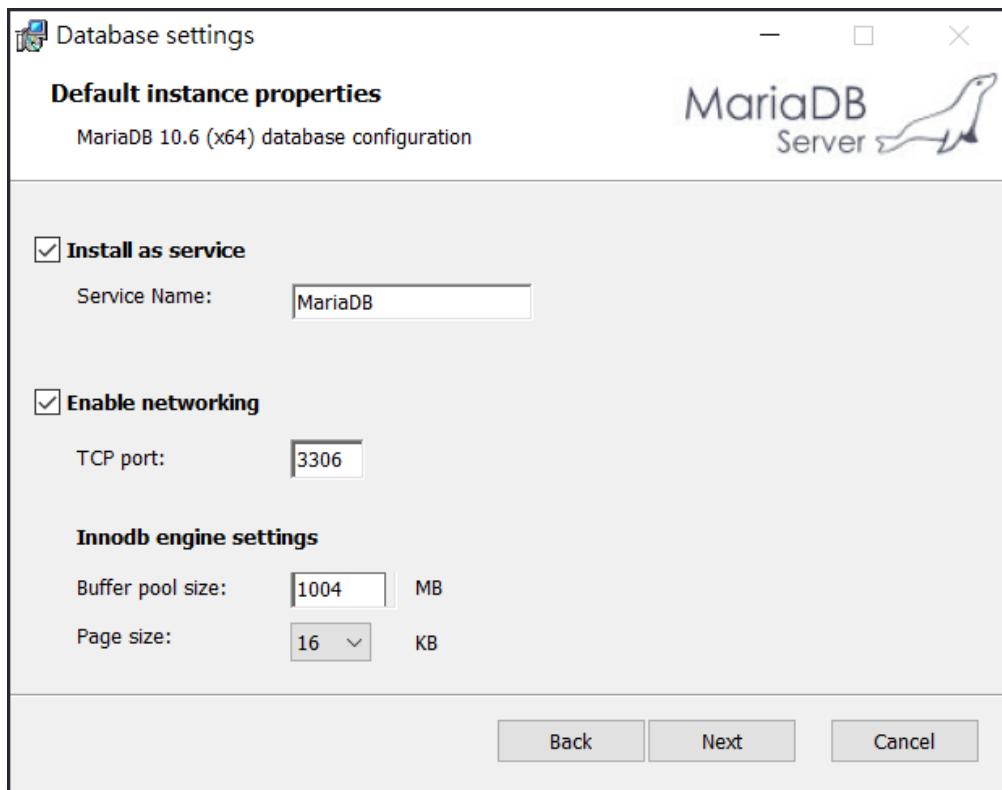 Database settings
Default instance properties
MariaDB 10.6 (x64) database configuration
MariaDB
Server
Install as service
Service Name: MariaDB
Enable networking
TCP port: 3306
Innodb engine settings
Buffer pool size: 1004 MB
Page size: 16 KB
Back Next Cancel